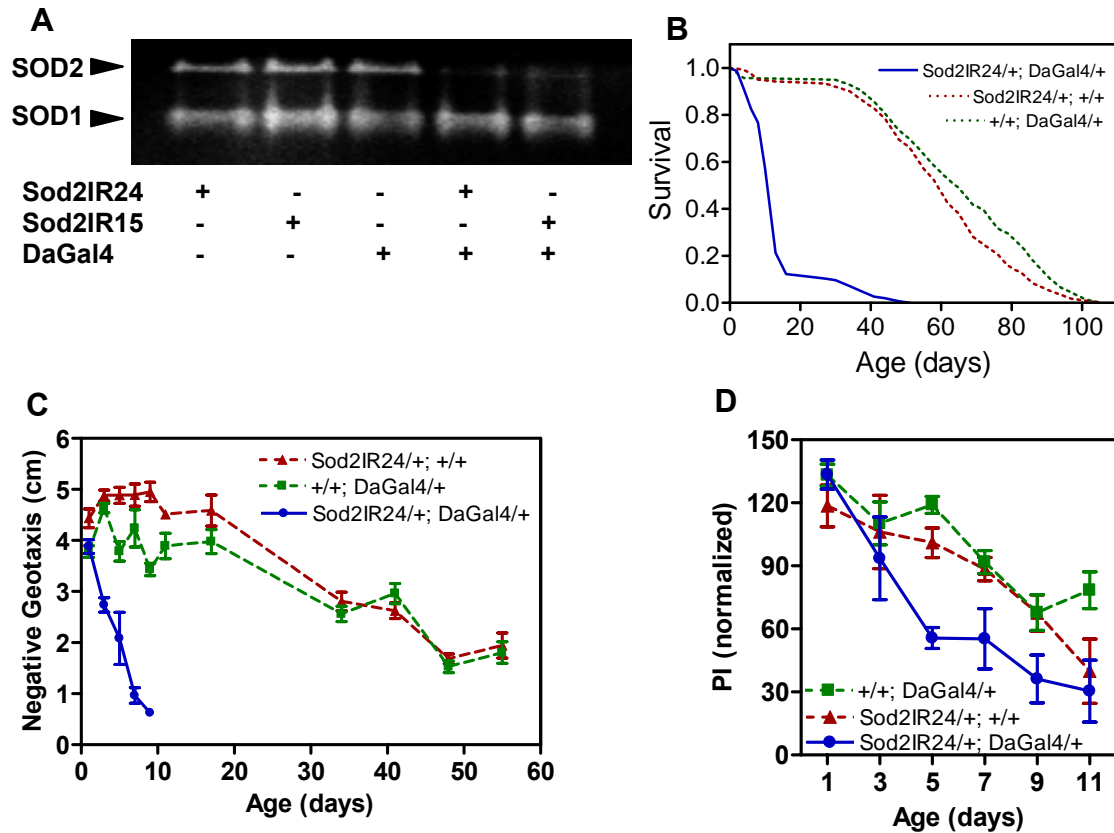 A
SOD2
SOD1
Sod2IR24 + - - + -
Sod2IR15 - + - - +
DaGal4 - - + + +
B
Survival
1.0
0.8
0.6
0.4
0.2
0.0
0 20 40 60 80 100
Age (days)
Sod2IR24/+; DaGal4/+
Sod2IR24/+; +/+
+/+; DaGal4/+
C
Negative Geotaxis (cm)
6
5
4
3
2
1
0
0 10 20 30 40 50 60
Age (days)
Sod2IR24/+; +/+
+/+; DaGal4/+
Sod2IR24/+; DaGal4/+
D
PI (normalized)
150
120
90
60
30
0
1 3 5 7 9 11
Age (days)
+/+; DaGal4/+
Sod2IR24/+; +/+
Sod2IR24/+; DaGal4/+